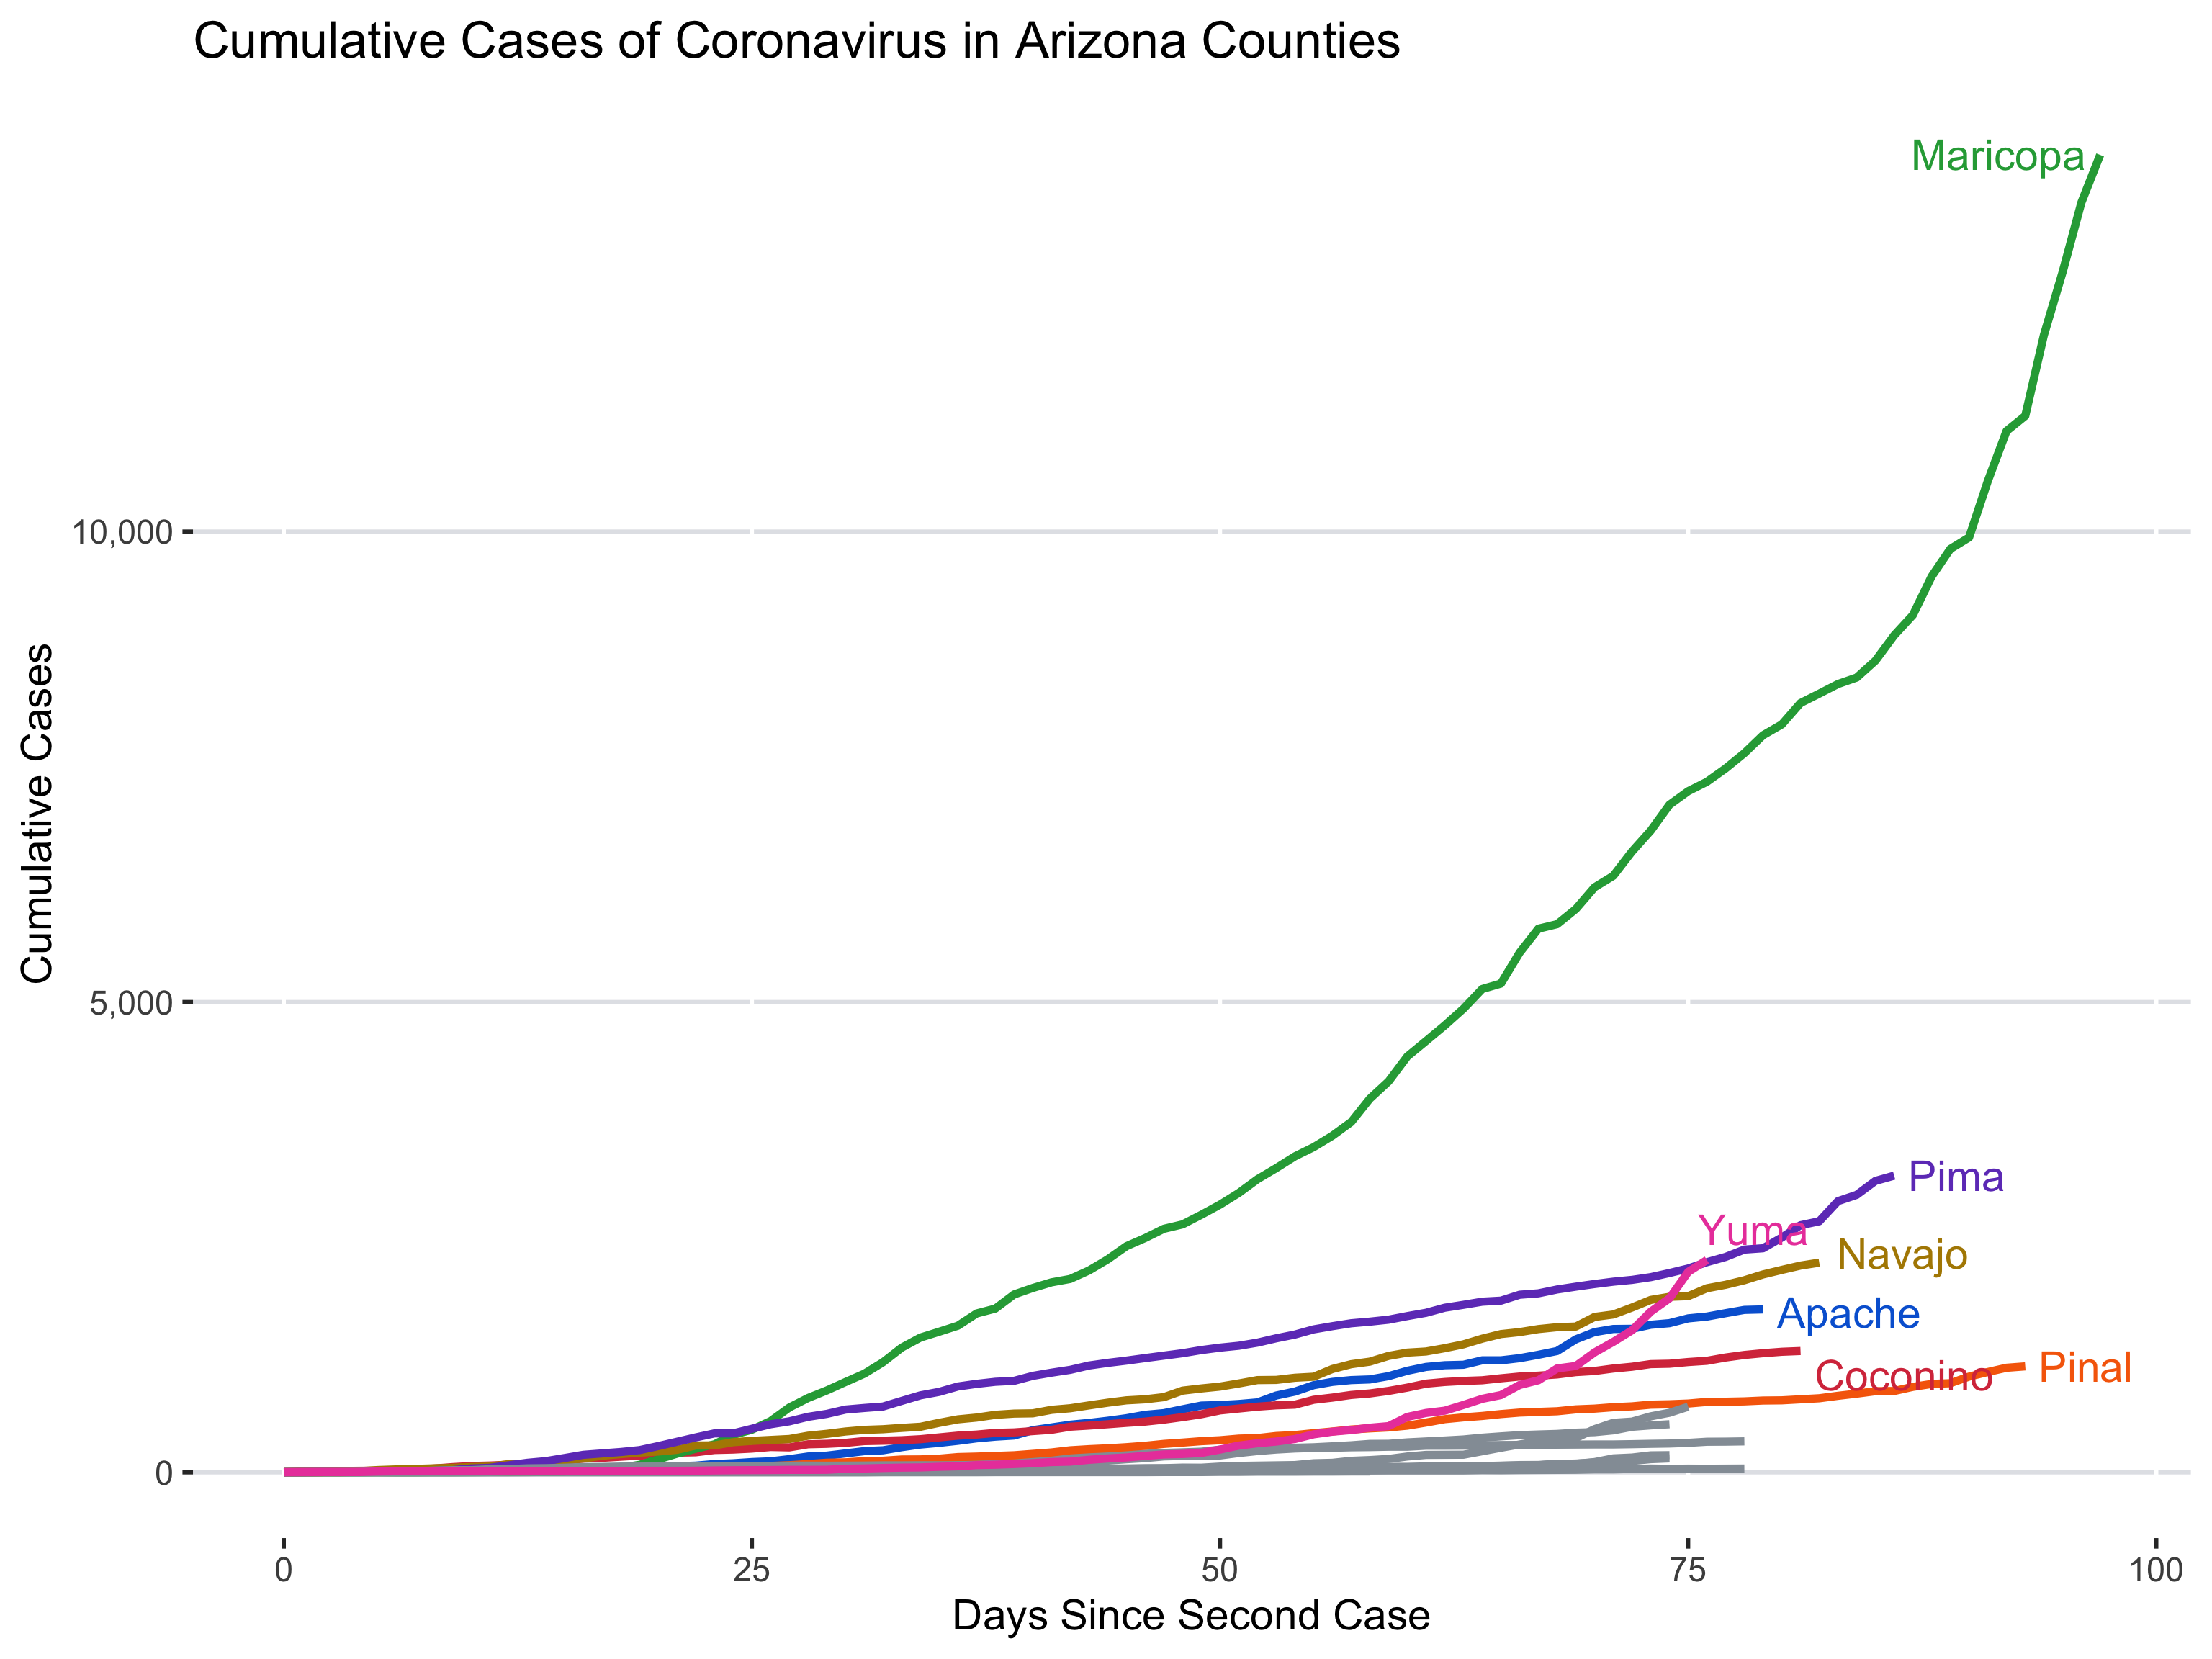 Cumulative Cases of Coronavirus in Arizona Counties
Maricopa
10,000
Cumulative Cases
5,000
Pima
Yuma
Navajo
Apache
Pinal
Coconino
0
0 25 50 75 100
Days Since Second Case